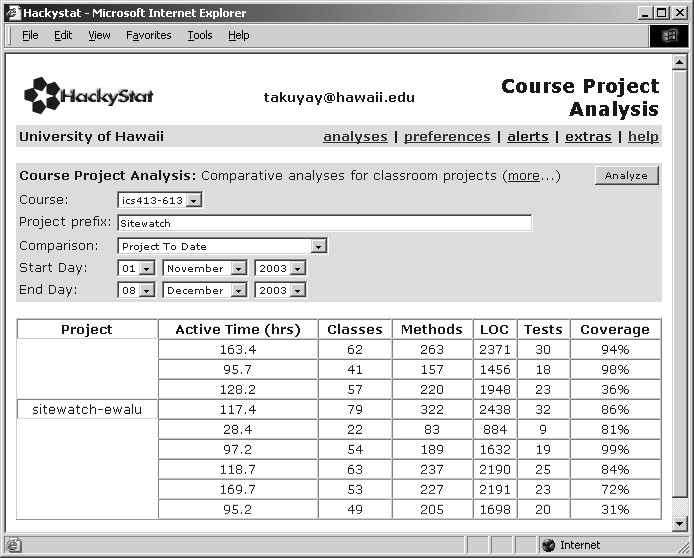 Hackystat - Microsoft Internet Explorer
File Edit View Favorites Tools Help
HackyStat
takuyay@hawaii.edu
Course Project
Analysis
University of Hawaii
analyses | preferences | alerts | extras | help
Course Project Analysis: Comparative analyses for classroom projects (more...) Analyze
Course: ics413-613
Project prefix: Sitewatch
Comparison: Project To Date
Start Day: 01 November 2003
End Day: 08 December 2003
Project Active Time (hrs) Classes Methods LOC Tests Coverage
163.4 62 263 2371 30 94%
95.7 41 157 1456 18 98%
128.2 57 220 1948 23 36%
sitewatch-ewalu 117.4 79 322 2438 32 86%
28.4 22 83 884 9 81%
97.2 54 189 1632 19 99%
118.7 63 237 2190 25 84%
169.7 53 227 2191 23 72%
95.2 49 205 1698 20 31%
Internet